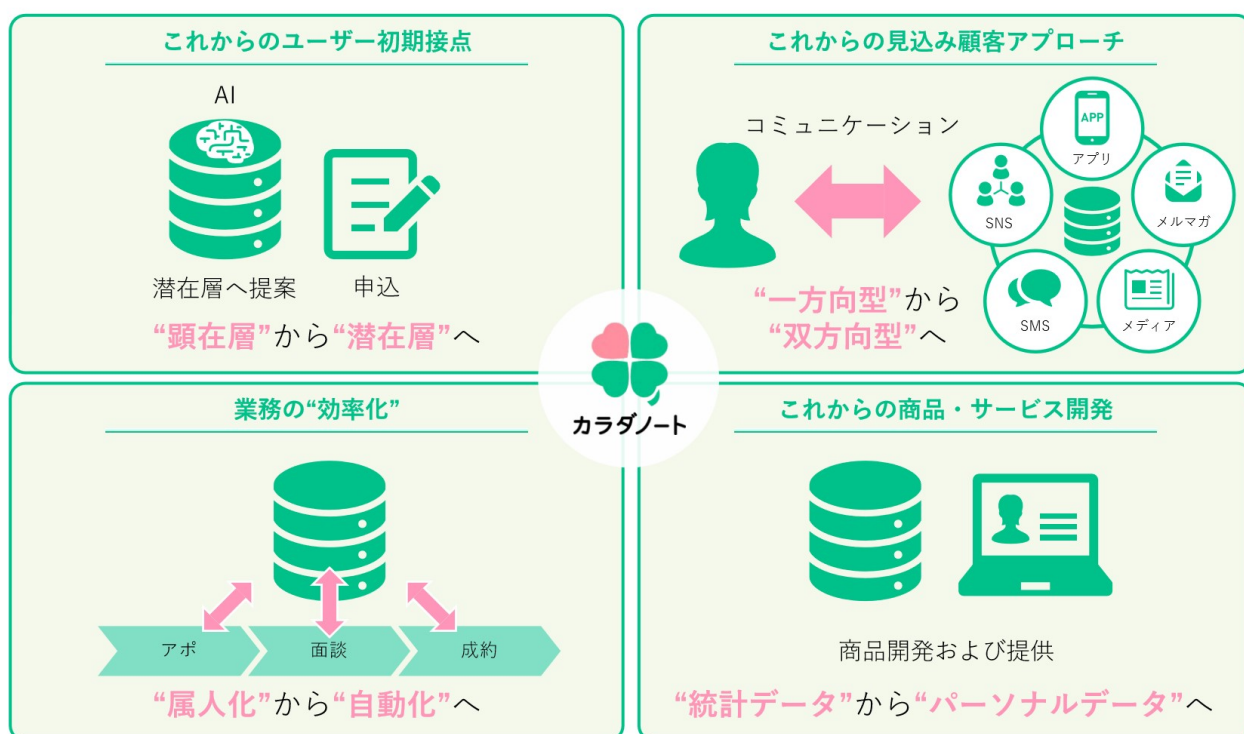 これからのユーザー初期接点
AI
潜在層へ提案
申込
“顕在層”から“潜在層”へ
これからの見込み顧客アプローチ
コミュニケーション
“一方向型”から
“双方向型”へ
APP
アプリ
SNS
メルマガ
SMS
メディア
カラダノート
業務の“効率化”
アポ
面談
成約
“属人化”から“自動化”へ
これからの商品・サービス開発
商品開発および提供
“統計データ”から“パーソナルデータ”へ